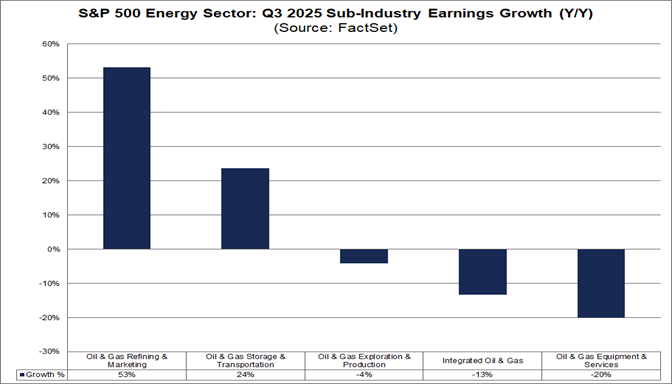 S&P 500 Energy Sector: Q3 2025 Sub-Industry Earnings Growth (Y/Y)
(Source: FactSet)
60%
50%
40%
30%
20%
10%
0%
-10%
-20%
-30%
Oil & Gas Refining &
Marketing
Oil & Gas Storage &
Transportation
Oil & Gas Exploration &
Production
Integrated Oil & Gas
Oil & Gas Equipment &
Services
Growth % 53% 24% -4% -13% -20%